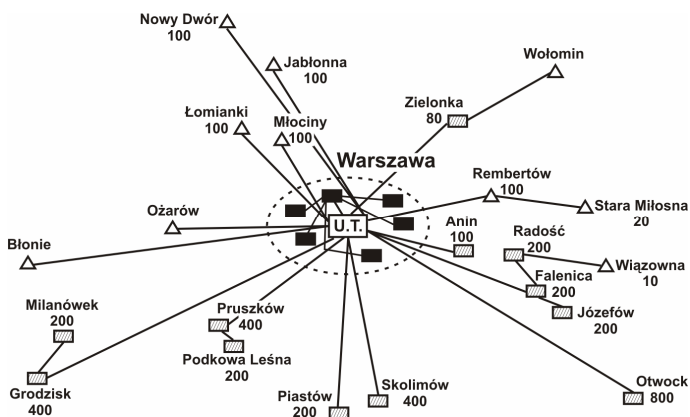 Nowy Dwór
100
Jabłonna
100
Wołomin
Zielonka
80
Łomianki
100
Młociny
100
Warszawa
Rembertów
100
Stara Miłosna
20
Ożarów
U.T.
Anin
100
Radość
200
Błonie
Falenica
200
Wiązowna
10
Milanówek
200
Pruszków
400
Józefów
200
Podkowa Leśna
200
Grodzisk
400
Piastów
200
Skolimów
400
Otwock
800